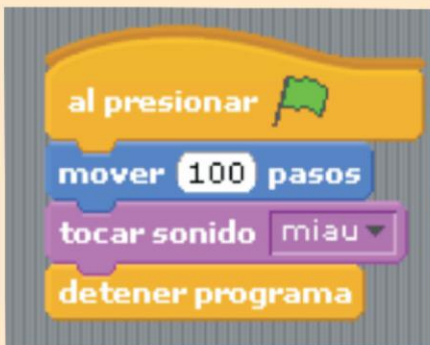 al presionar
mover 100 pasos
tocar sonido miau
detener programa